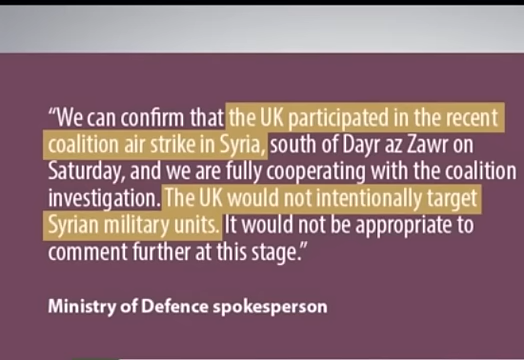 “We can confirm that the UK participated in the recent
coalition air strike in Syria, south of Dayr az Zawr on
Saturday, and we are fully cooperating with the coalition
investigation. The UK would not intentionally target
Syrian military units. It would not be appropriate to
comment further at this stage.”
Ministry of Defence spokesperson